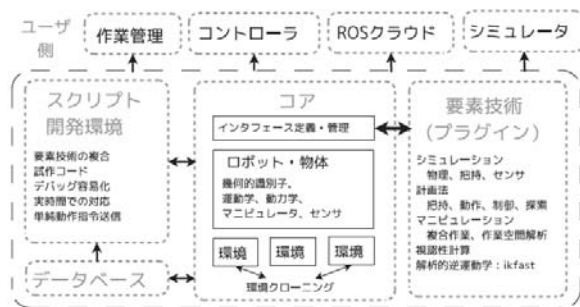 ユーザ側
作業管理
コントローラ
ROSクラウド
シミュレータ
スクリプト
開発環境
要素技術の複合
試作コード
デバッグ容易化
実時間での対応
単純動作指令送信
データベース
コア
インタフェース定義・管理
ロボット・物体
幾何的識別子、
運動学、動力学、
マニピュレータ、センサ
環境
環境
環境
環境クローニング
要素技術
(プラグイン)
シミュレーション
物理、把持、センサ
計画法
把持、動作、制御、探索
マニピュレーション
複合作業、作業空間解析
視認性計算
解析的逆運動学：ikfast